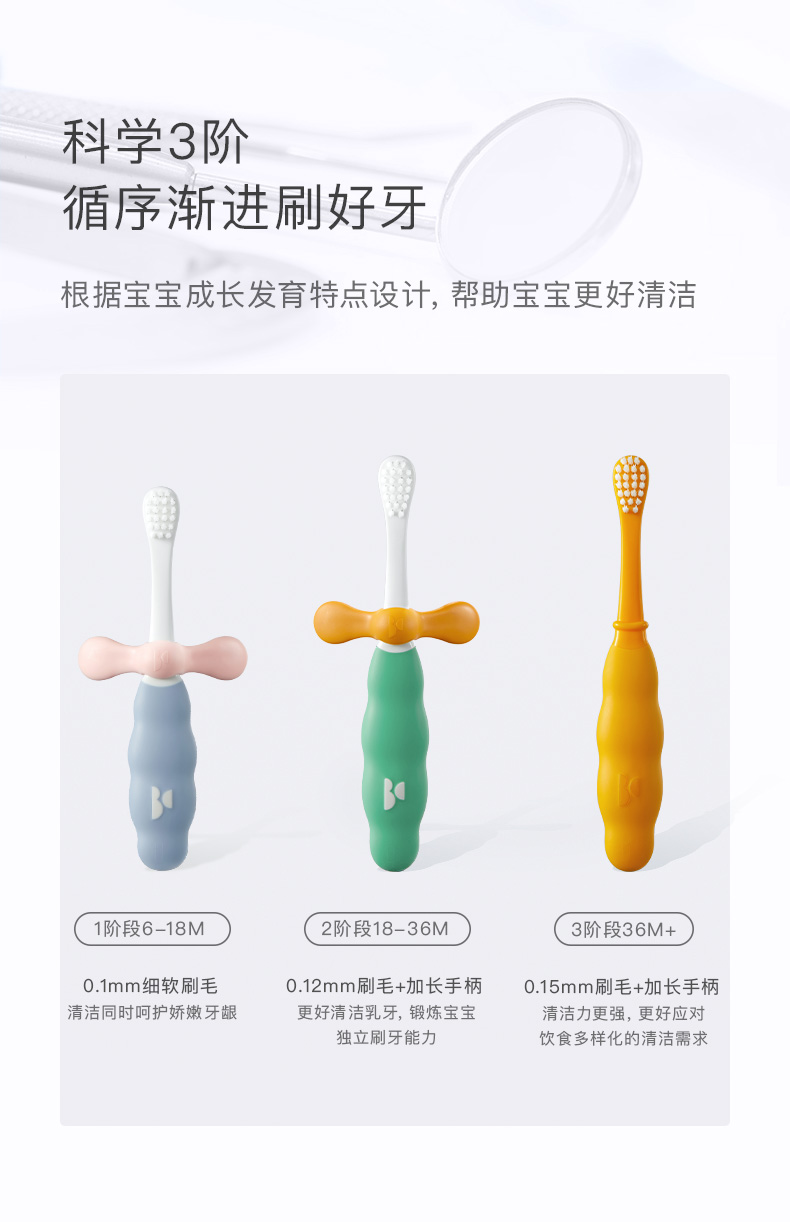 科学3阶
循序渐进刷好牙
根据宝宝成长发育特点设计, 帮助宝宝更好清洁
1阶段6-18M
2阶段18-36M
3阶段36M+
0.1mm细软刷毛
清洁同时呵护娇嫩牙龈
0.12mm刷毛+加长手柄
更好清洁乳牙, 锻炼宝宝
独立刷牙能力
0.15mm刷毛+加长手柄
清洁力更强, 更好应对
饮食多样化的清洁需求